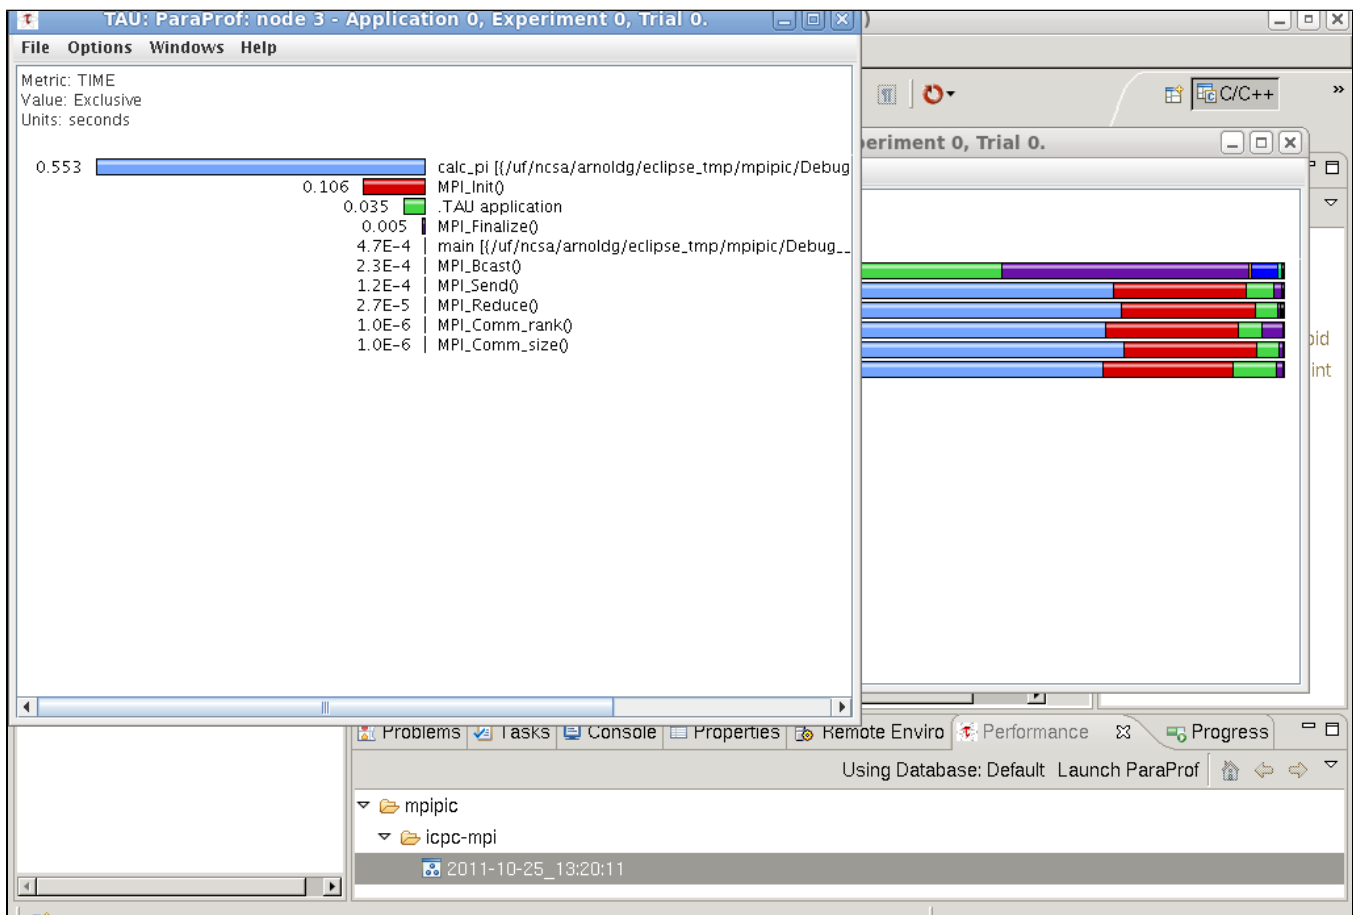 TAU: ParaProf: node 3 - Application 0, Experiment 0, Trial 0.
)
File Options Windows Help
Metric: TIME
Value: Exclusive
Units: seconds
C/C++
»
periment 0, Trial 0.
0.553 calc_pi [{/uf/ncsa/arnoldg/eclipse_tmp/mpipic/Debug
0.106 MPI_Init()
0.035 .TAU application
0.005 MPI_Finalize()
4.7E-4 main [{/uf/ncsa/arnoldg/eclipse_tmp/mpipic/Debug__
2.3E-4 MPI_Bcast()
1.2E-4 MPI_Send()
2.7E-5 MPI_Reduce()
1.0E-6 MPI_Comm_rank()
1.0E-6 MPI_Comm_size()
oid
int
Problems Tasks Console Properties Remote Enviro Performance Progress
Using Database: Default Launch ParaProf
mpipic
icpc-mpi
2011-10-25_13:20:11